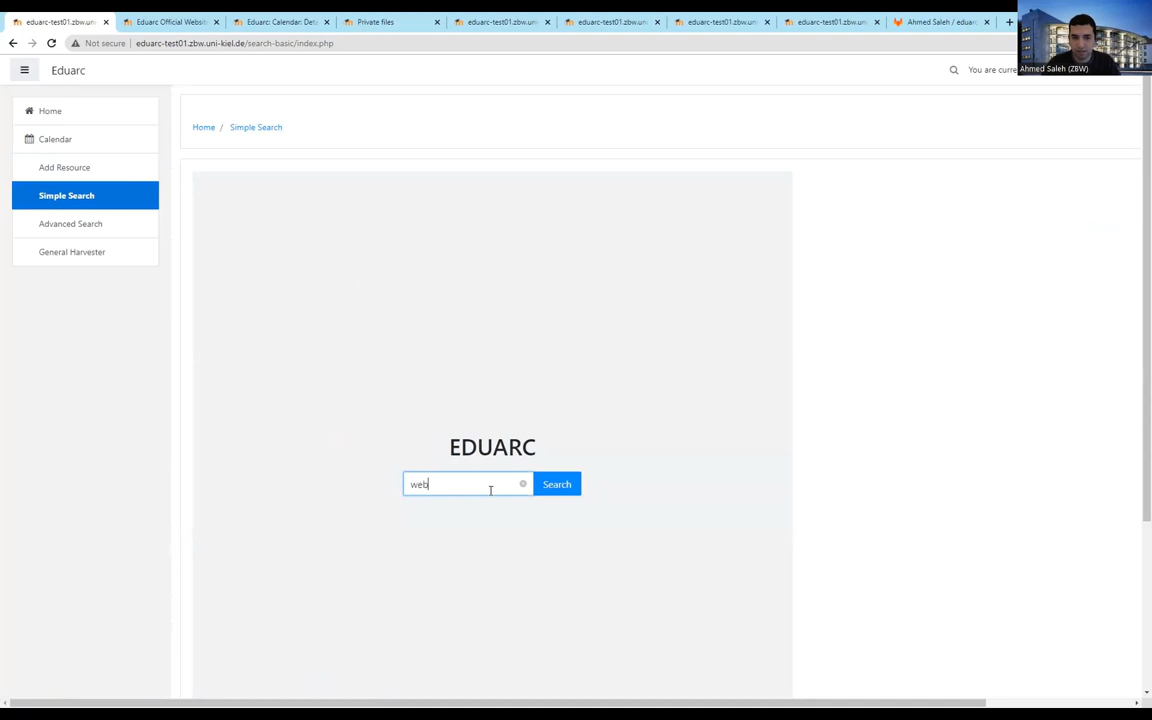 eduarc-test01.zbw.uni
Eduarc Official Websit
Eduarc: Calendar: Deta
Private files
eduarc-test01.zbw.uni-
eduarc-test01.zbw.uni-
eduarc-test01.zbw.uni-
eduarc-test01.zbw.uni-
Ahmed Saleh / eduarc
Not secure
eduarc-test01.zbw.uni-kiel.de/search-basic/index.php
Ahmed Saleh (ZBW)
Eduarc
You are curre
Home
Calendar
Add Resource
Simple Search
Advanced Search
General Harvester
Home / Simple Search
EDUARC
web
Search